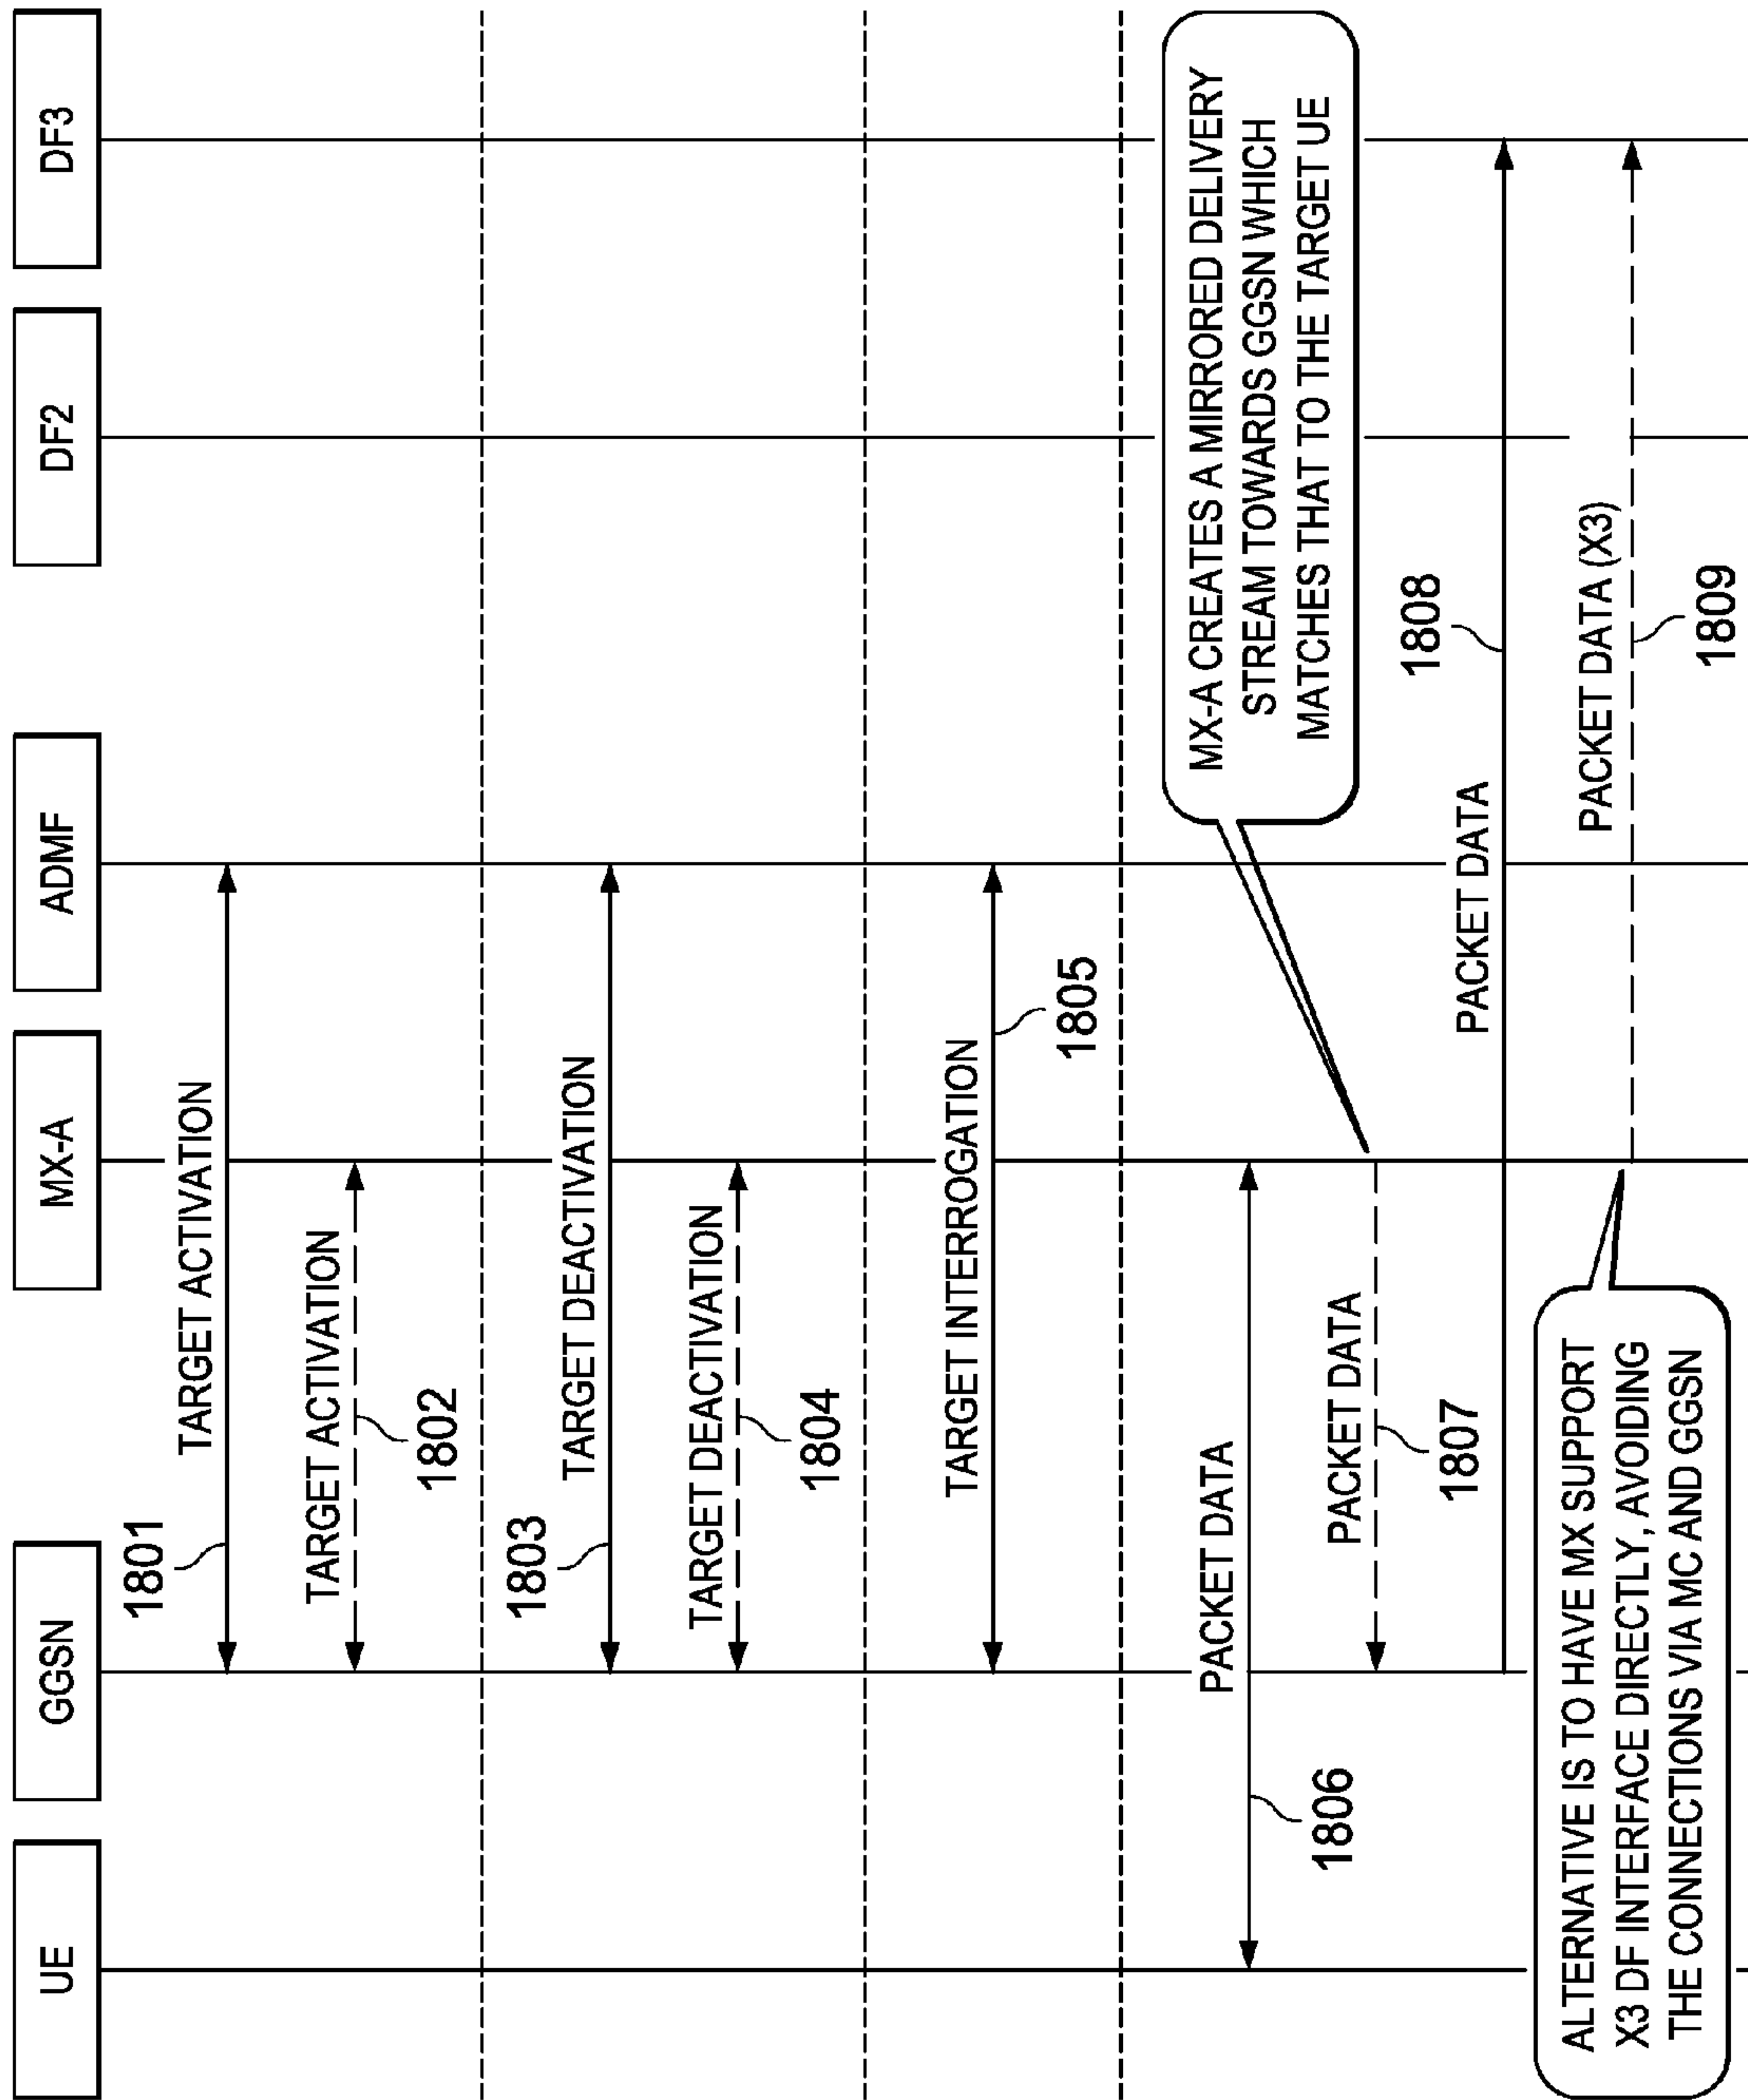 UE
GGSN
MX-A
ADMF
DF2
DF3
1801
TARGET ACTIVATION
TARGET ACTIVATION
1802
1803
TARGET DEACTIVATION
TARGET DEACTIVATION
1804
TARGET INTERROGATION
1805
PACKET DATA
1806
MX-A CREATES A MIRRORED DELIVERY
STREAM TOWARDS GGSN WHICH
MATCHES THAT TO THE TARGET UE
PACKET DATA
1807
PACKET DATA
1808
ALTERNATIVE IS TO HAVE MX SUPPORT
X3 DF INTERFACE DIRECTLY, AVOIDING
THE CONNECTIONS VIA MC AND GGSN
PACKET DATA (X3)
1809